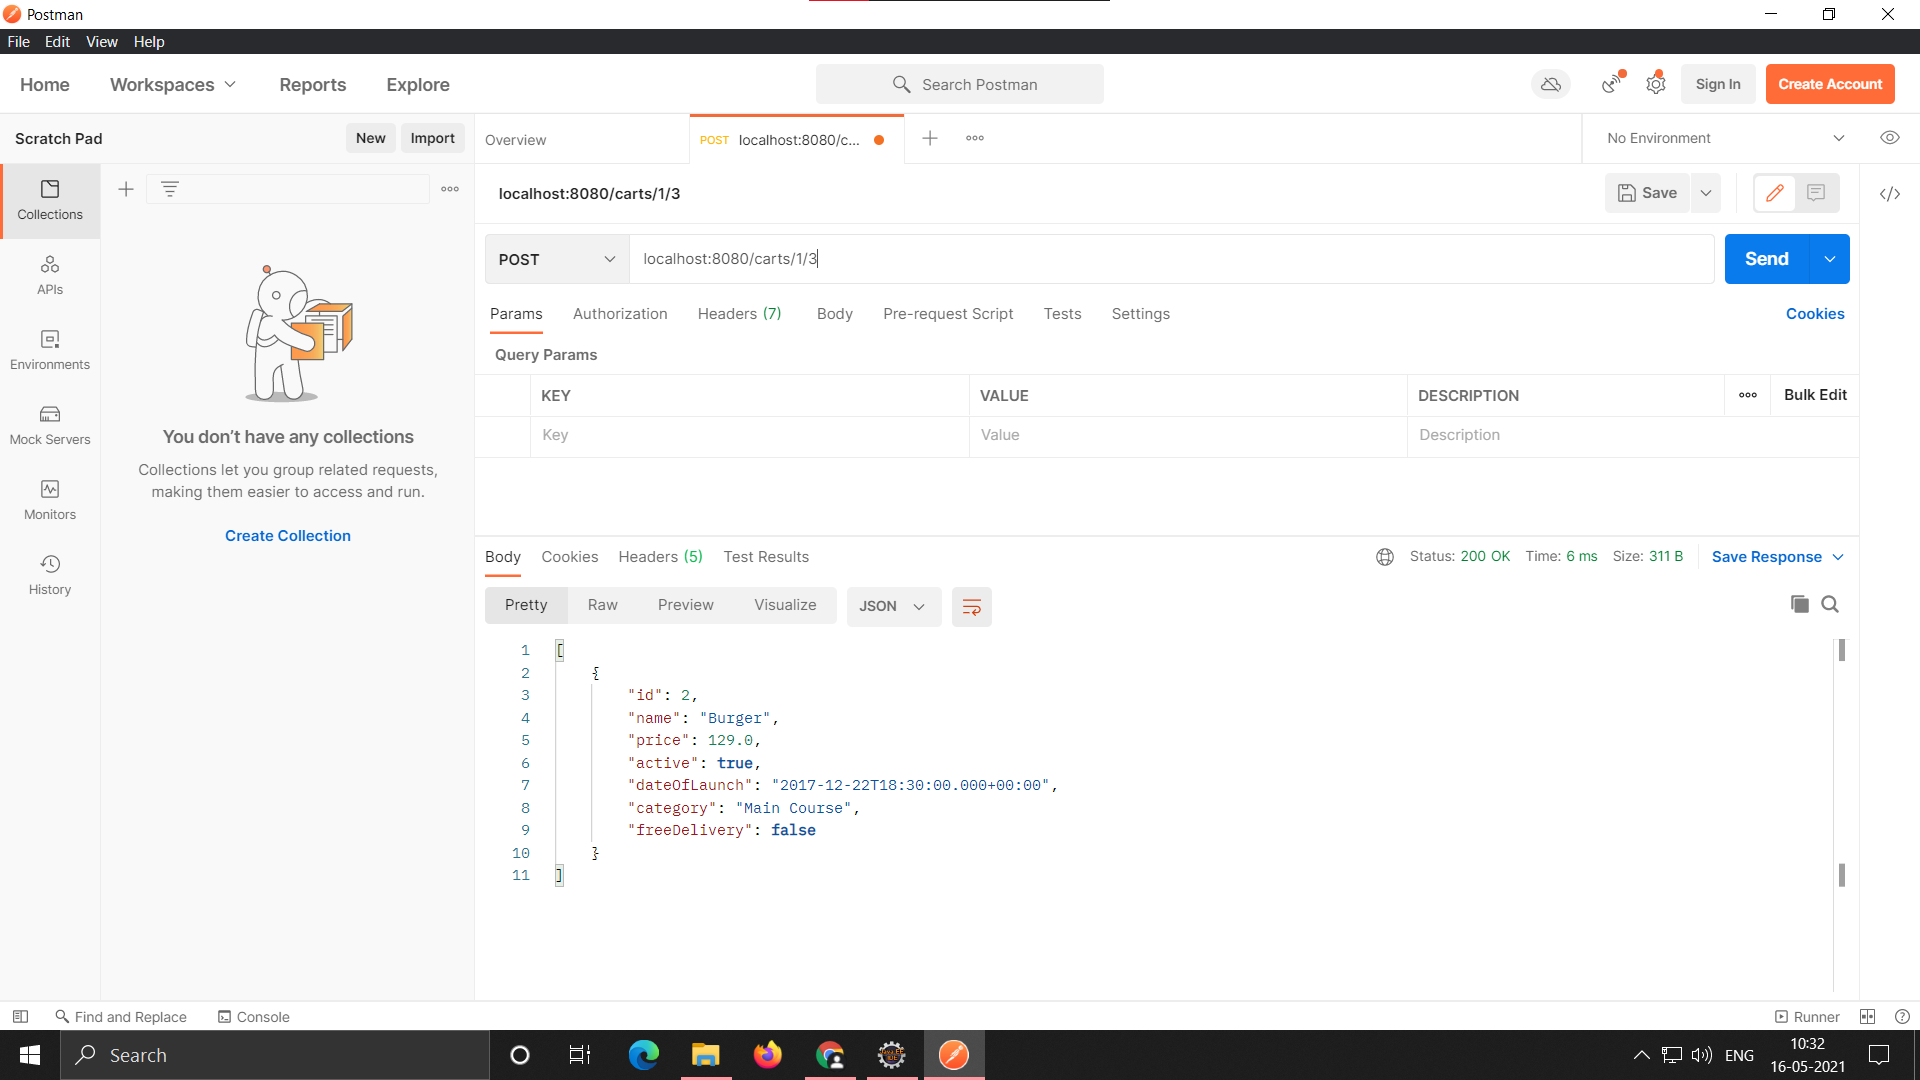 Postman
File Edit View Help
Home Workspaces Reports Explore Search Postman Sign In Create Account
Scratch Pad New Import Overview POST localhost:8080/c... No Environment
localhost:8080/carts/1/3 Save
Collections
POST localhost:8080/carts/1/3 Send
APIs
Params Authorization Headers (7) Body Pre-request Script Tests Settings Cookies
Query Params
Environments
KEY VALUE DESCRIPTION Bulk Edit
Key Value Description
Mock Servers
You don’t have any collections
Collections let you group related requests,
making them easier to access and run.
Monitors
Create Collection
History
Body Cookies Headers (5) Test Results Status: 200 OK Time: 6 ms Size: 311 B Save Response
Pretty Raw Preview Visualize JSON
1 [
2 {
3 "id": 2,
4 "name": "Burger",
5 "price": 129.0,
6 "active": true,
7 "dateOfLaunch": "2017-12-22T18:30:00.000+00:00",
8 "category": "Main Course",
9 "freeDelivery": false
10 }
11 ]
Find and Replace Console Runner
Search ENG 10:32
16-05-2021